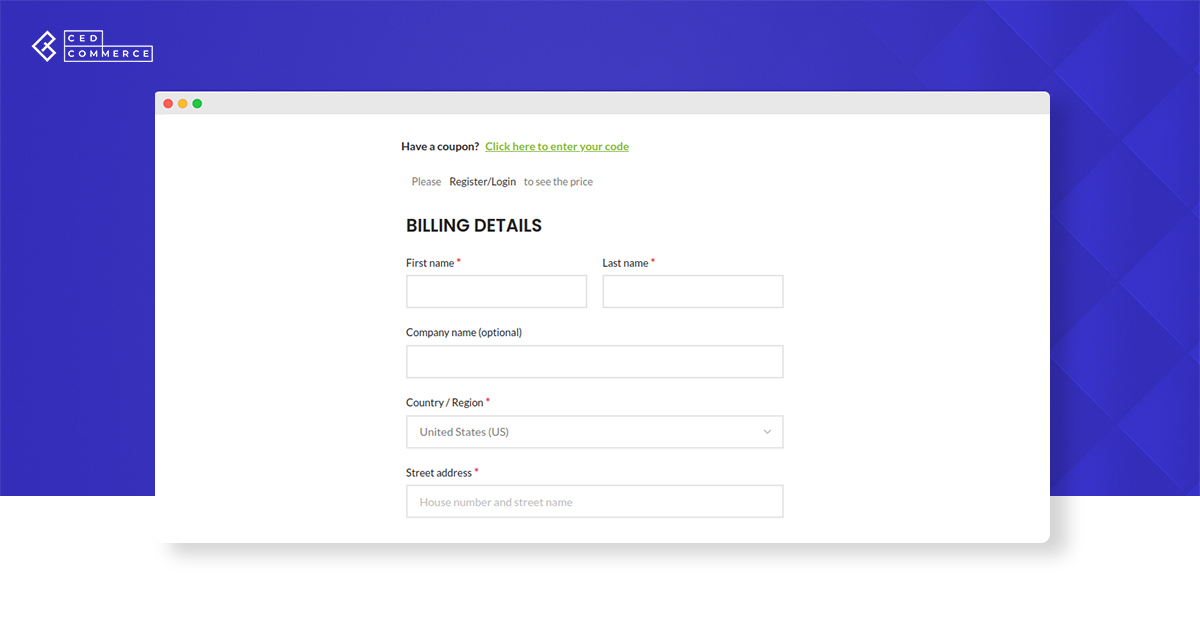 CED
COMMERCE
Have a coupon? Click here to enter your code
Please Register/Login to see the price
BILLING DETAILS
First name * Last name *
Company name (optional)
Country / Region *
United States (US)
Street address *
House number and street name